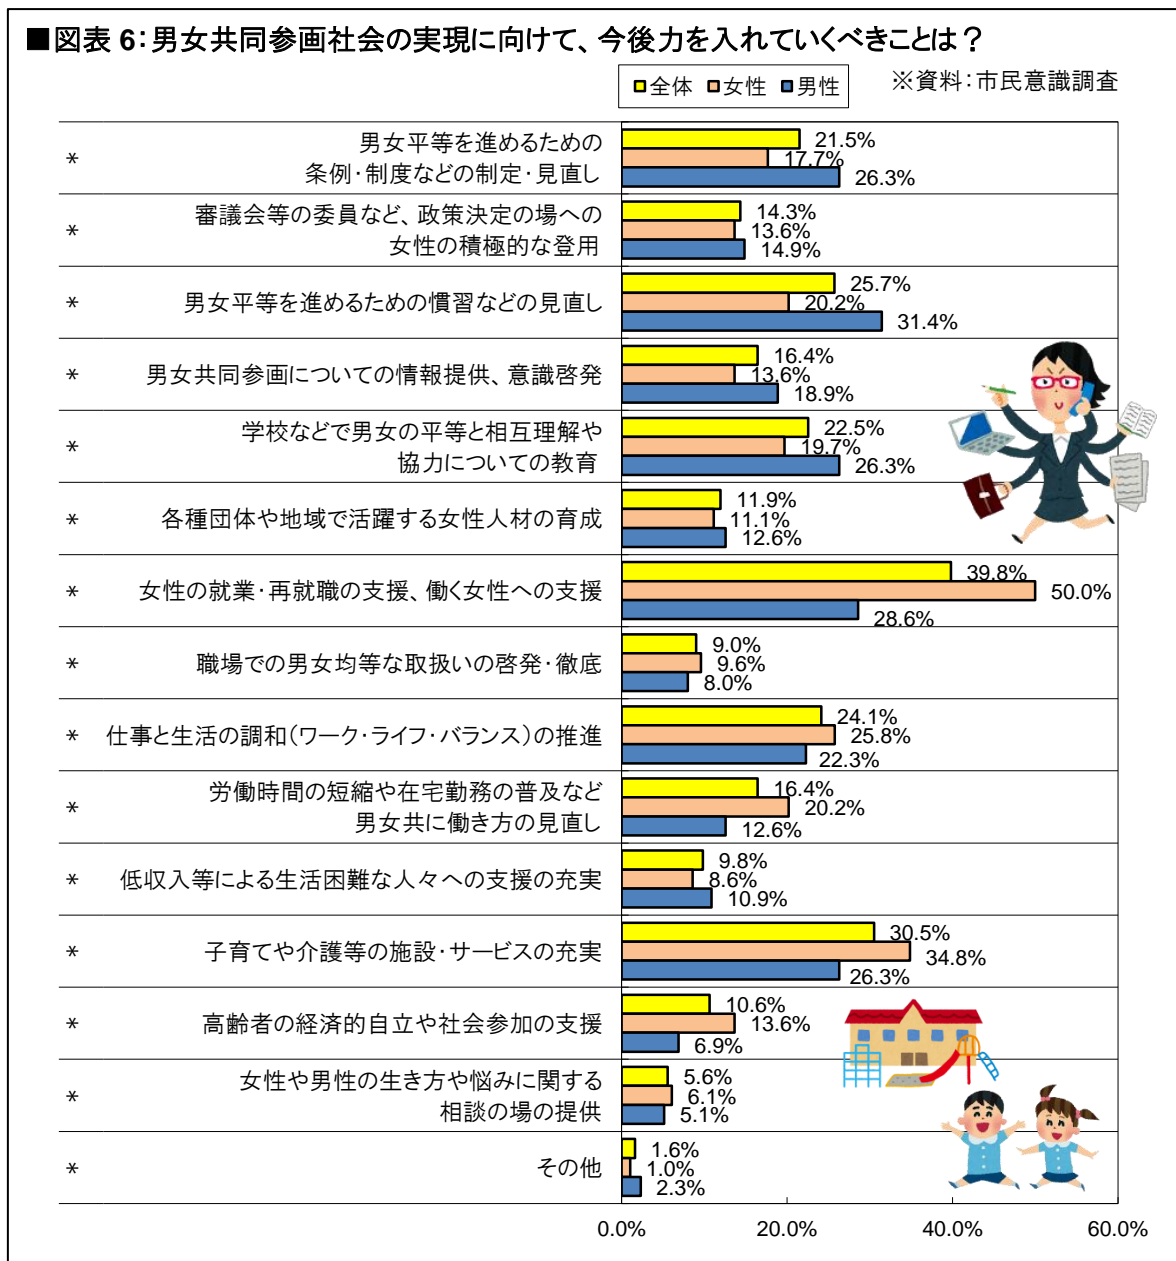 ■図表 6：男女共同参画社会の実現に向けて、今後力を入れていくべきことは？
全体 女性 男性
※資料：市民意識調査
* 男女平等を進めるための
条例・制度などの制定・見直し
21.5%
17.7%
26.3%
* 審議会等の委員など、政策決定の場への
女性の積極的な登用
14.3%
13.6%
14.9%
* 男女平等を進めるための慣習などの見直し
25.7%
20.2%
31.4%
* 男女共同参画についての情報提供、意識啓発
16.4%
13.6%
18.9%
* 学校などで男女の平等と相互理解や
協力についての教育
22.5%
19.7%
26.3%
* 各種団体や地域で活躍する女性人材の育成
11.9%
11.1%
12.6%
* 女性の就業・再就職の支援、働く女性への支援
39.8%
50.0%
28.6%
* 職場での男女均等な取扱いの啓発・徹底
9.0%
9.6%
8.0%
* 仕事と生活の調和（ワーク・ライフ・バランス）の推進
24.1%
25.8%
22.3%
* 労働時間の短縮や在宅勤務の普及など
男女共に働き方の見直し
16.4%
20.2%
12.6%
* 低収入等による生活困難な人々への支援の充実
9.8%
8.6%
10.9%
* 子育てや介護等の施設・サービスの充実
30.5%
34.8%
26.3%
* 高齢者の経済的自立や社会参加の支援
10.6%
13.6%
6.9%
* 女性や男性の生き方や悩みに関する
相談の場の提供
5.6%
6.1%
5.1%
* その他
1.6%
1.0%
2.3%
0.0% 20.0% 40.0% 60.0%